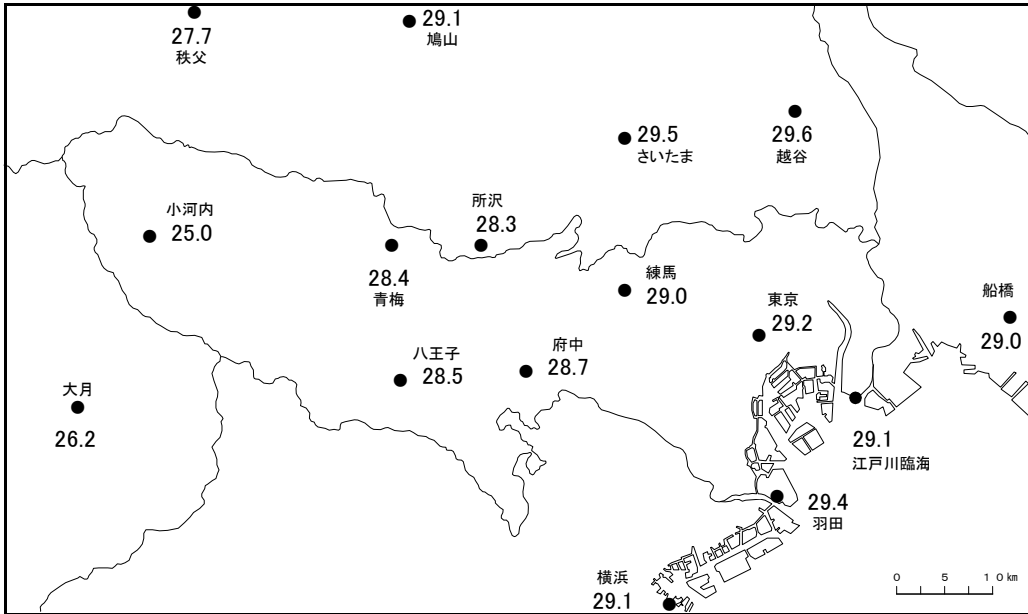 27.7
秩父
29.1
鳩山
29.5
さいたま
29.6
越谷
小河内
25.0
所沢
28.3
28.4
青梅
練馬
29.0
東京
29.2
船橋
29.0
八王子
28.5
府中
28.7
大月
26.2
29.1
江戸川臨海
29.4
羽田
横浜
29.1
0 5 10km